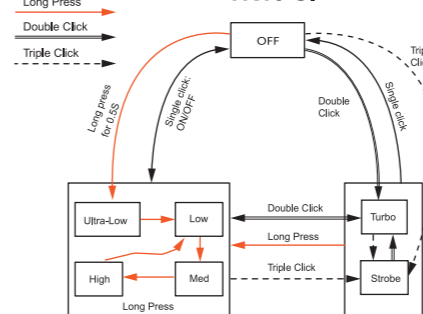 Long Press
Double Click
Triple Click
OFF
Long press
for 0.5S
Single click:
ON/OFF
Double
Click
Single click
Ultra-Low
Low
High
Med
Long Press
Double Click
Long Press
Triple Click
Turbo
Strobe